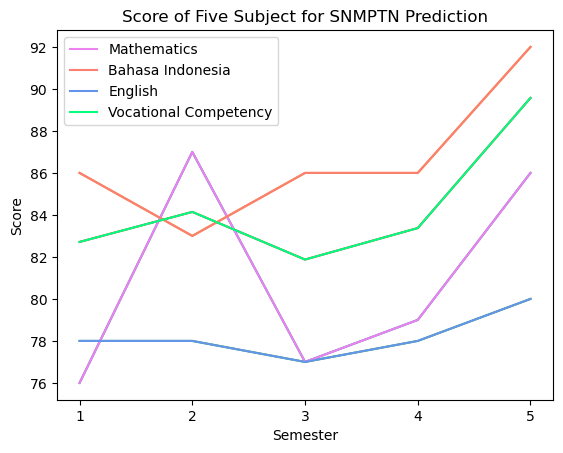 Score of Five Subject for SNMPTN Prediction
Mathematics
Bahasa Indonesia
English
Vocational Competency
92
90
88
86
84
82
80
78
76
Score
1 2 3 4 5
Semester